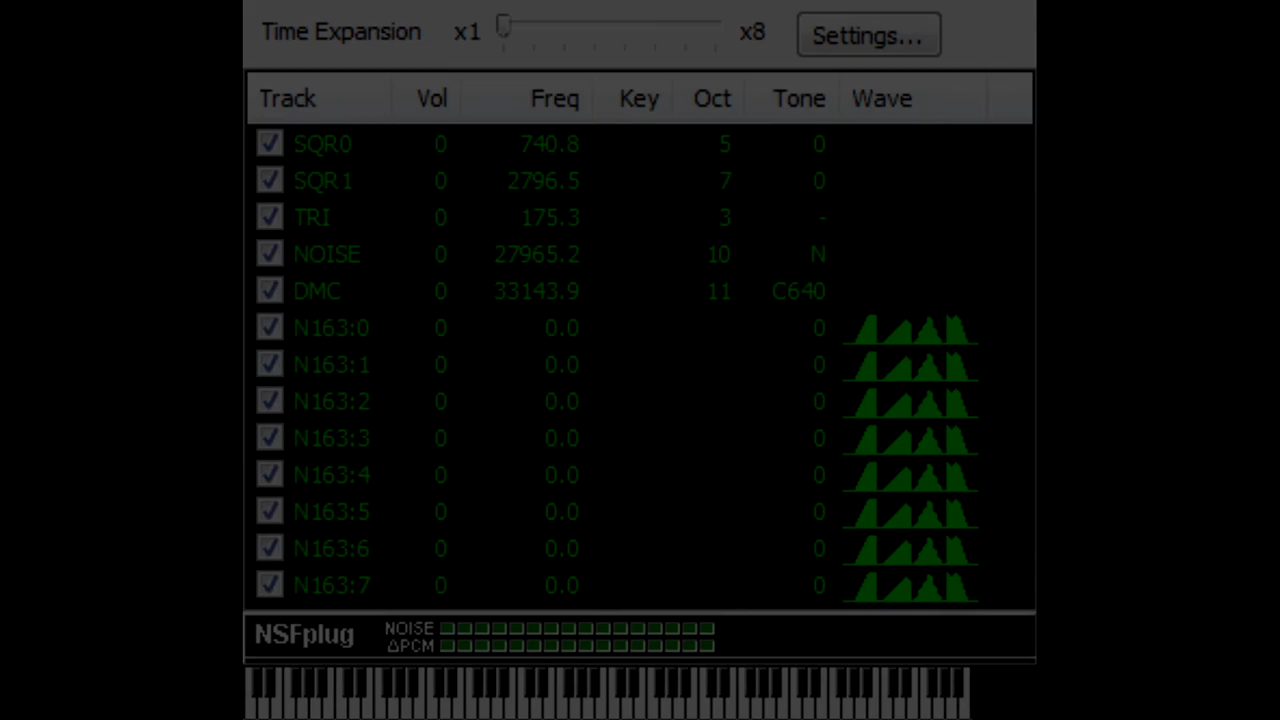 Time Expansion x1 x8 Settings...
Track Vol Freq Key Oct Tone Wave
SQR0 0 740.8 5 0
SQR1 0 2796.5 7 0
TRI 0 175.3 3 -
NOISE 0 27965.2 10 N
DMC 0 33143.9 11 C640
N163:0 0 0.0 0
N163:1 0 0.0 0
N163:2 0 0.0 0
N163:3 0 0.0 0
N163:4 0 0.0 0
N163:5 0 0.0 0
N163:6 0 0.0 0
N163:7 0 0.0 0
NSFplug NOISE
ΔPCM